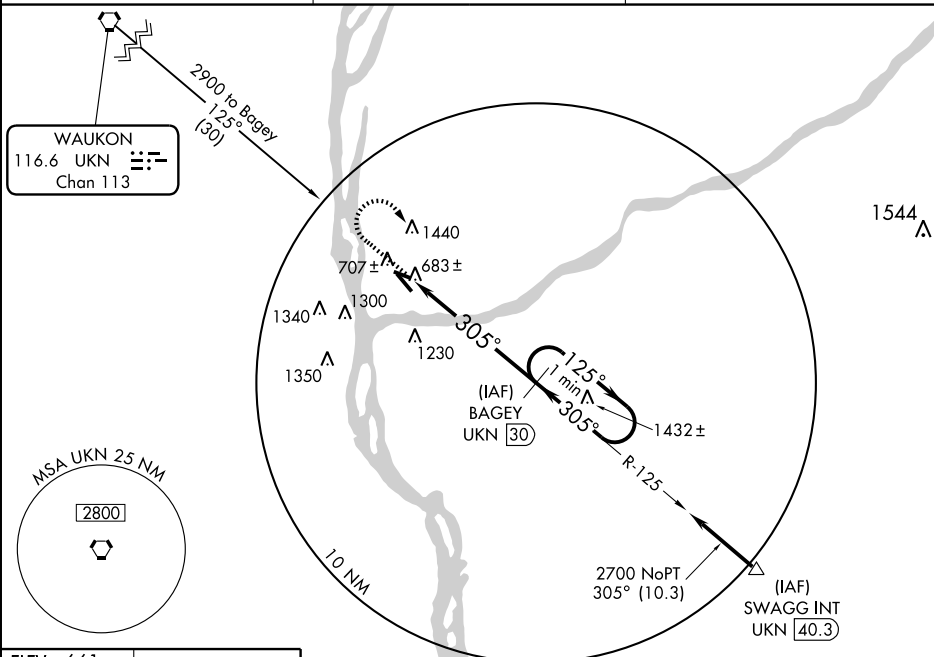 2900 to Bagey
125°
(30)
WAUKON
116.6 UKN
Chan 113
1544
1440
707 ±
683 ±
1340
1300
1230
1350
305°
125°
1 min
305°
(IAF)
BAGEY
UKN 30
1432 ±
R-125
MSA UKN 25 NM
2800
10 NM
2700 NoPT
305° (10.3)
(IAF)
SWAGG INT
UKN 40.3
ELEV 661